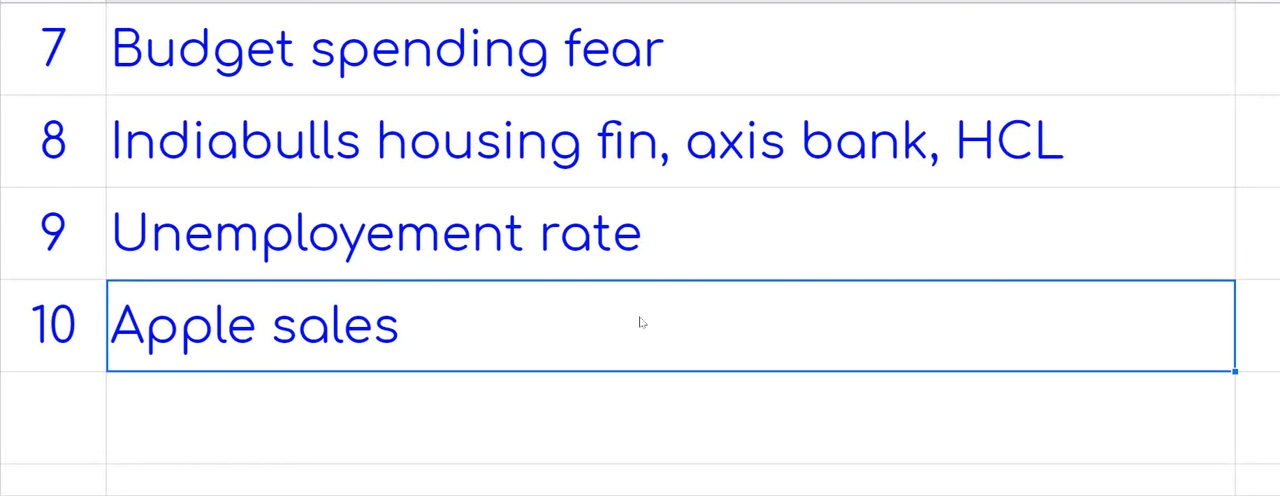 7 Budget spending fear
8 Indiabulls housing fin, axis bank, HCL
9 Unemployement rate
10 Apple sales